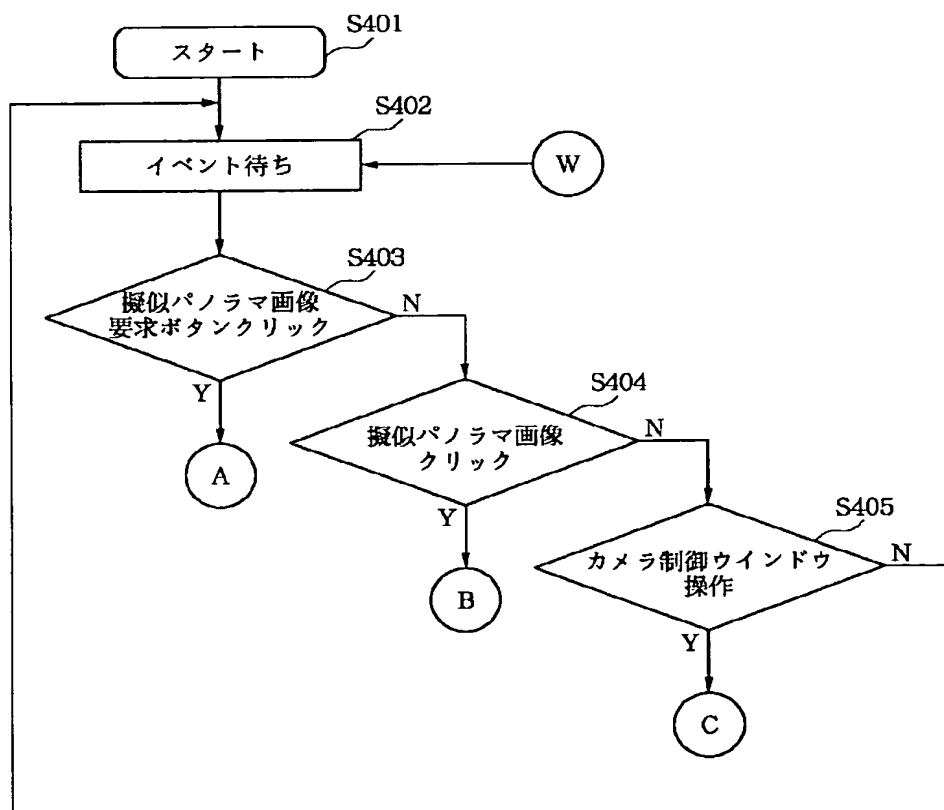 S401
スタート
S402
イベント待ち
W
S403
擬似パノラマ画像
要求ボタンクリック
N
Y
A
S404
擬似パノラマ画像
クリック
N
Y
B
S405
カメラ制御ウインドウ
操作
N
Y
C